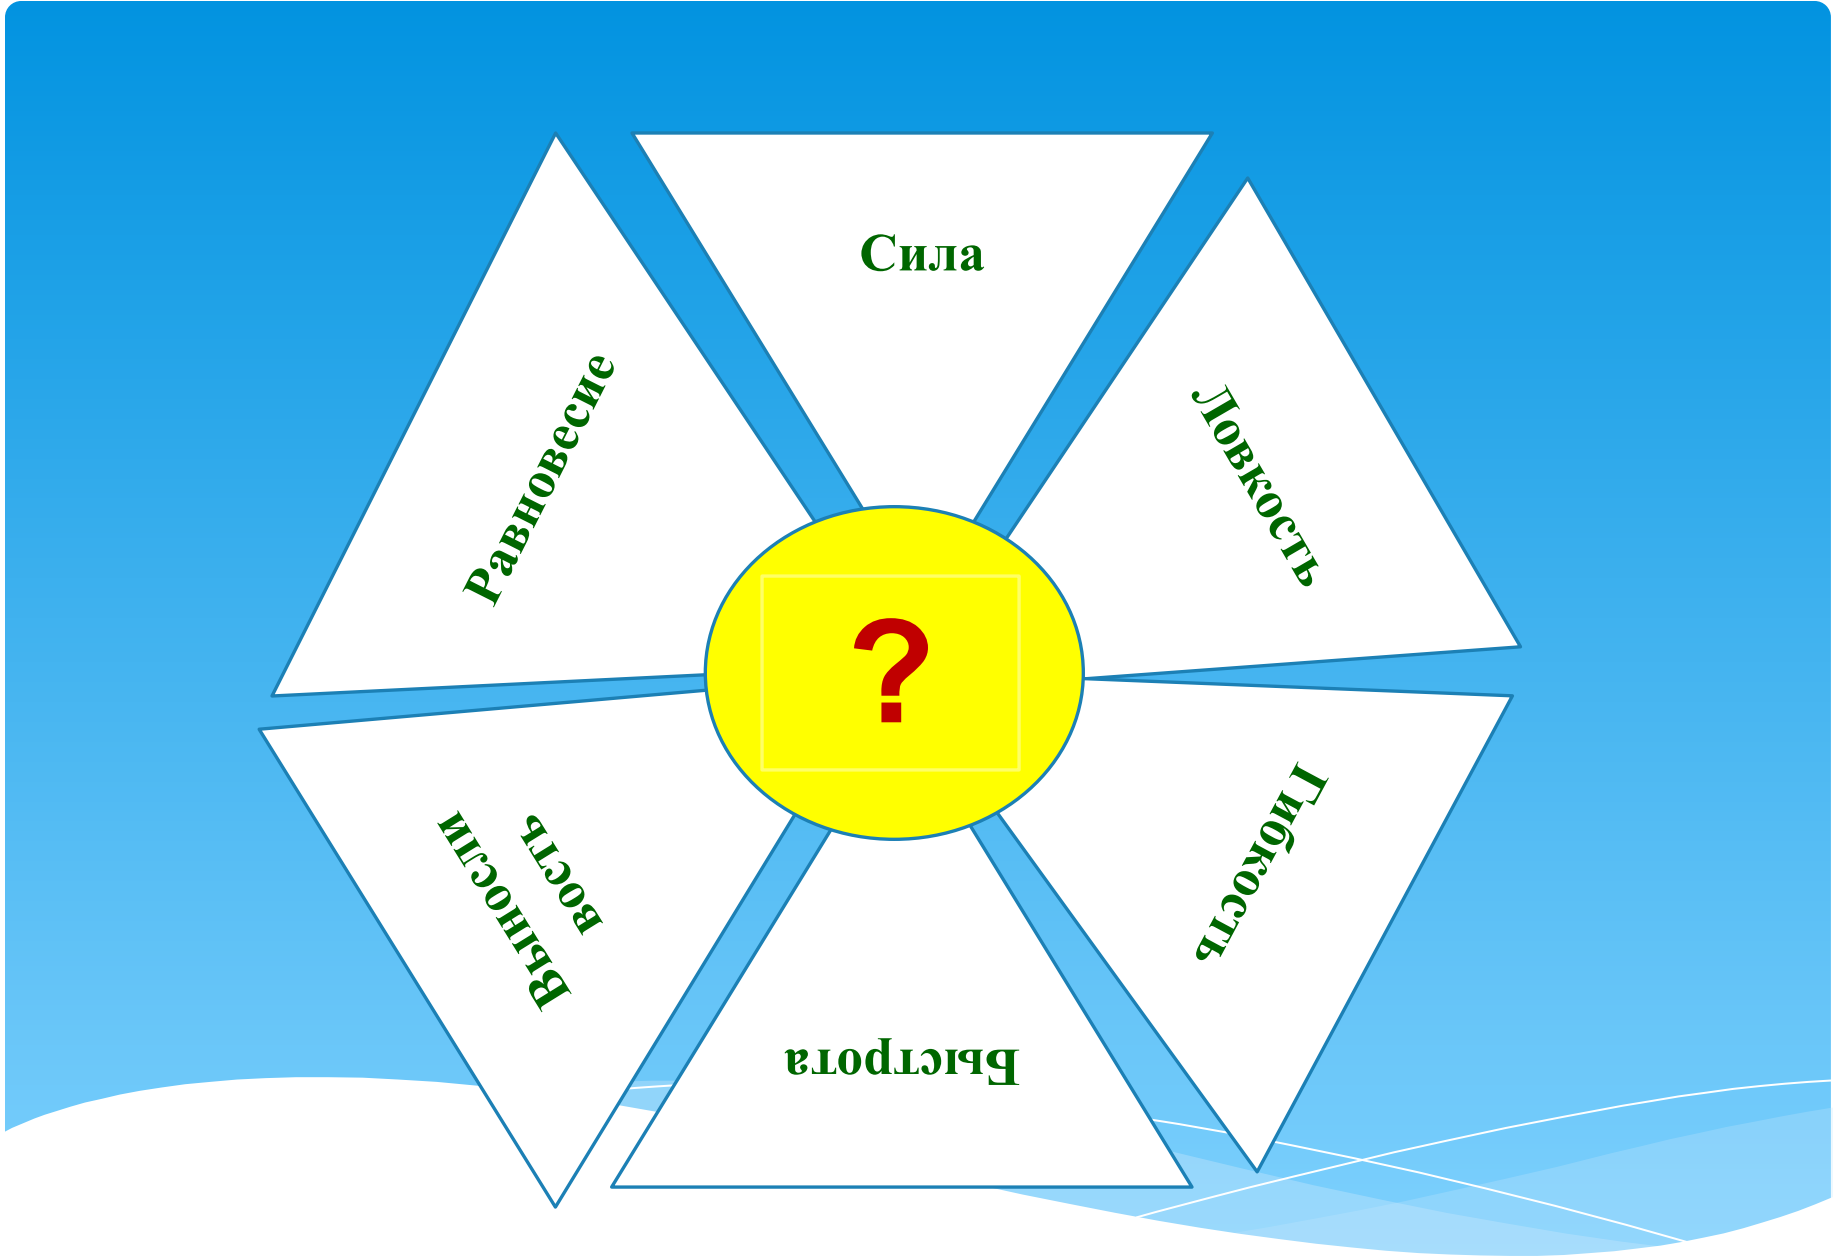 Сила
Ловкость
Гибкость
Быстрота
Выносли
вость
Равновесие
?